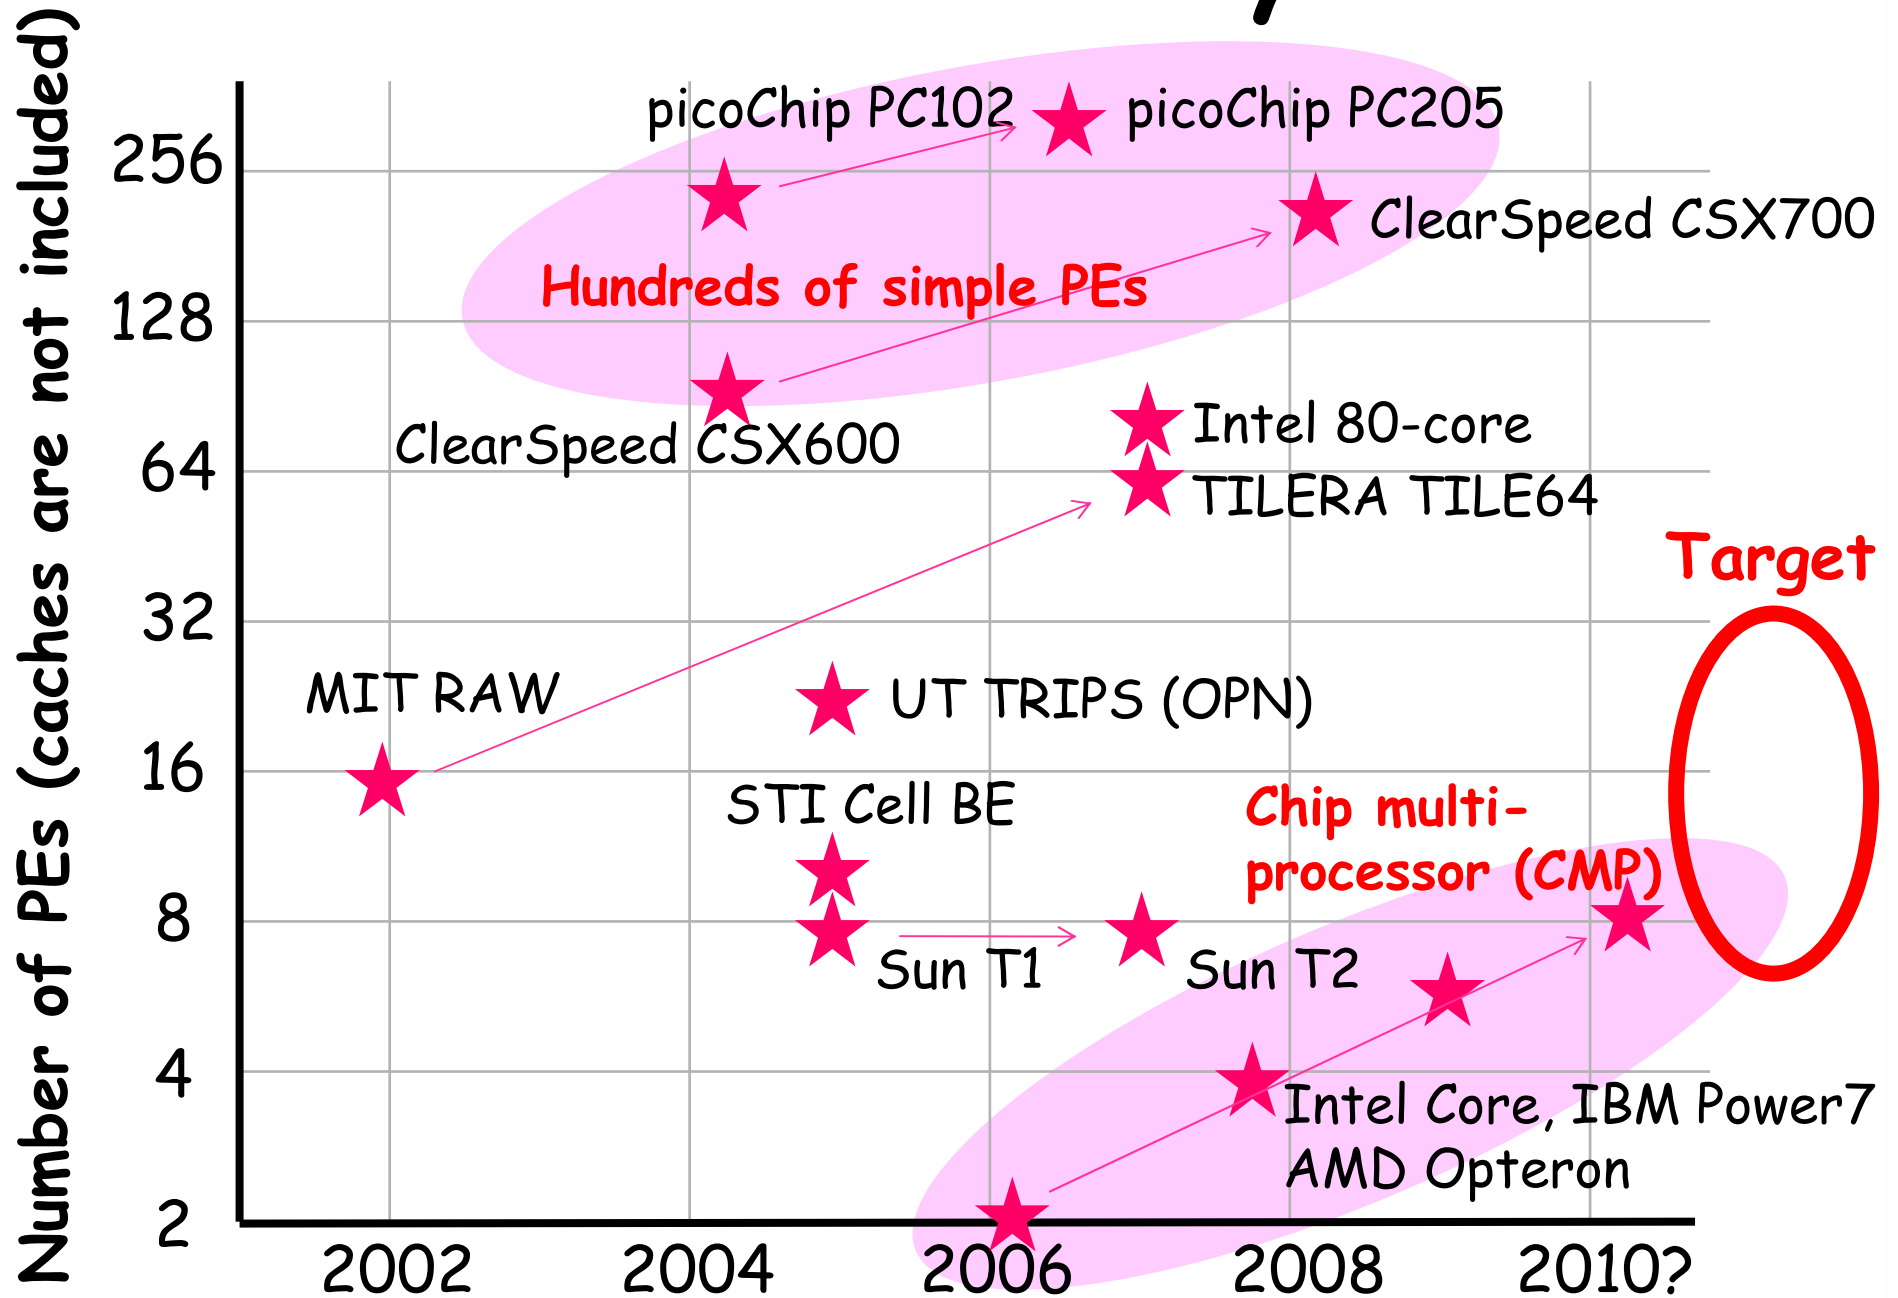 Number of PEs (caches are not included)
picoChip PC102
picoChip PC205
256
ClearSpeed CSX700
Hundreds of simple PEs
128
Intel 80-core
ClearSpeed CSX600
64
TILERA TILE64
Target
32
MIT RAW
UT TRIPS (OPN)
16
STI Cell BE
Chip multi-
processor (CMP)
8
Sun T1
Sun T2
4
Intel Core, IBM Power7
AMD Opteron
2
2002
2004
2006
2008
2010?